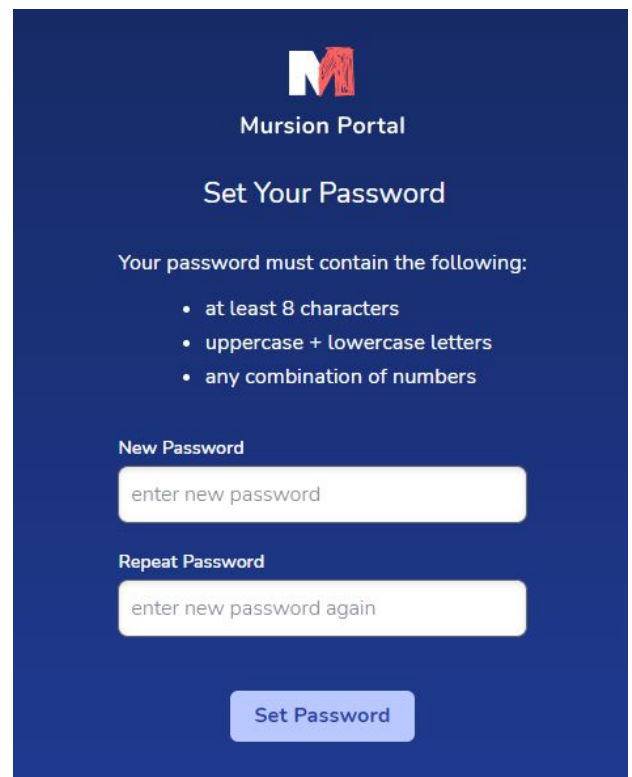 M
Mursion Portal
Set Your Password
Your password must contain the following:
• at least 8 characters
• uppercase + lowercase letters
• any combination of numbers
New Password
enter new password
Repeat Password
enter new password again
Set Password